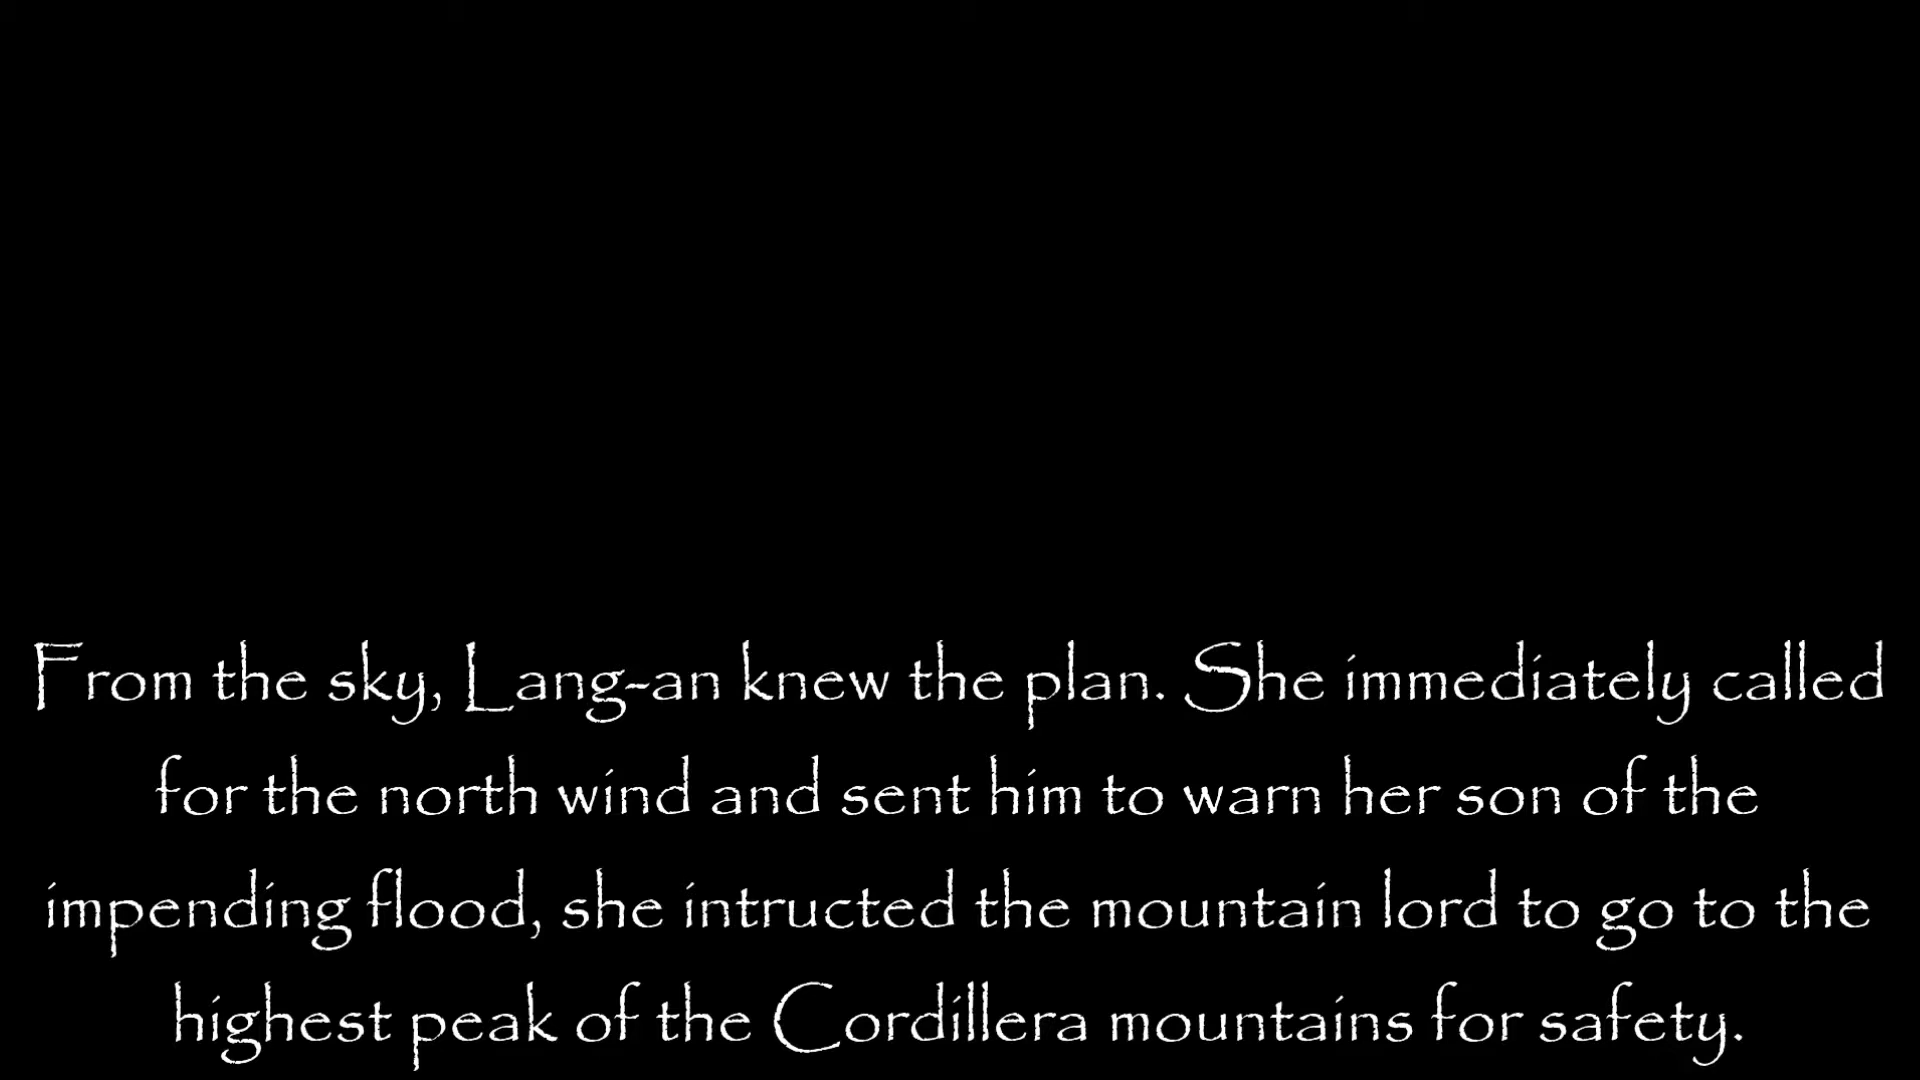 From the sky, Lang-an knew the plan. She immediately called
for the north wind and sent him to warn her son of the
impending flood, she intructed the mountain lord to go to the
highest peak of the Cordillera mountains for safety.